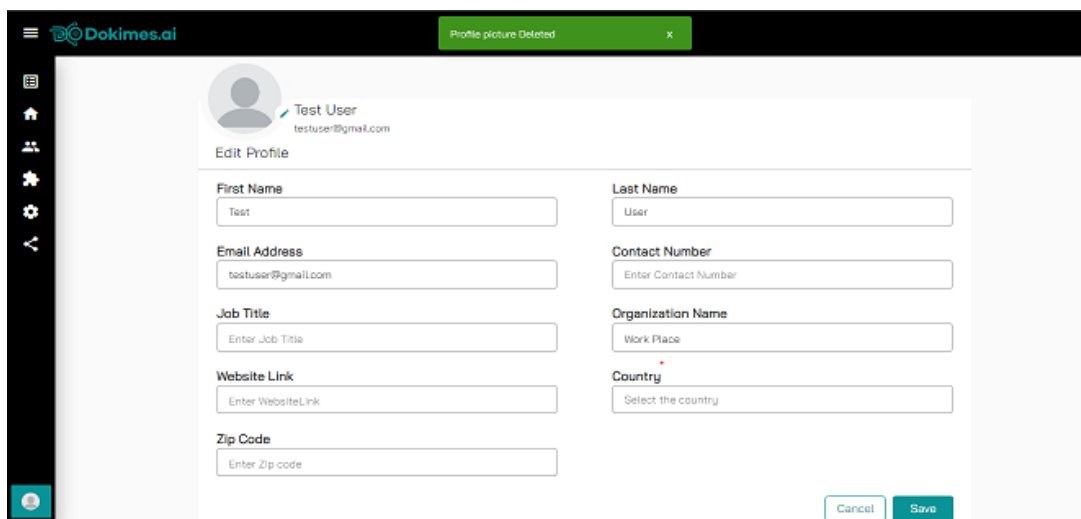 Dokimes.ai
Profile picture Deleted x
Test User
testuser@gmail.com
Edit Profile
First Name
Test
Last Name
User
Email Address
testuser@gmail.com
Contact Number
Enter Contact Number
Job Title
Enter Job Title
Organization Name
Work Place
Website Link
Enter WebsiteLink
Country*
Select the country
Zip Code
Enter Zip code
Cancel
Save